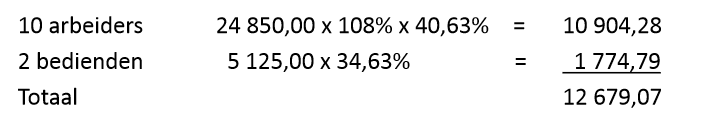 10 arbeiders 24 850,00 x 108% x 40,63% = 10 904,28
2 bedienden 5 125,00 x 34,63% = 1 774,79
Totaal 12 679,07